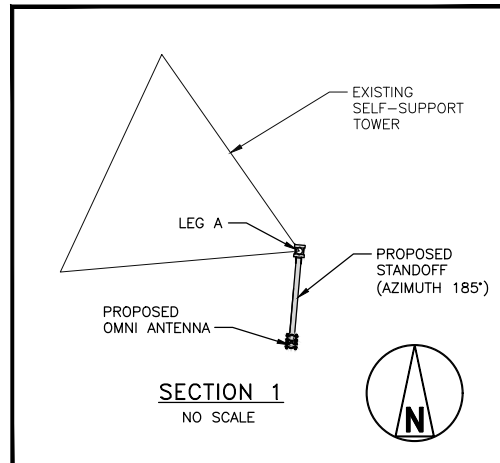 EXISTING
SELF-SUPPORT
TOWER
LEG A
PROPOSED
STANDOFF
(AZIMUTH 185°)
PROPOSED
OMNI ANTENNA
SECTION 1
NO SCALE
N